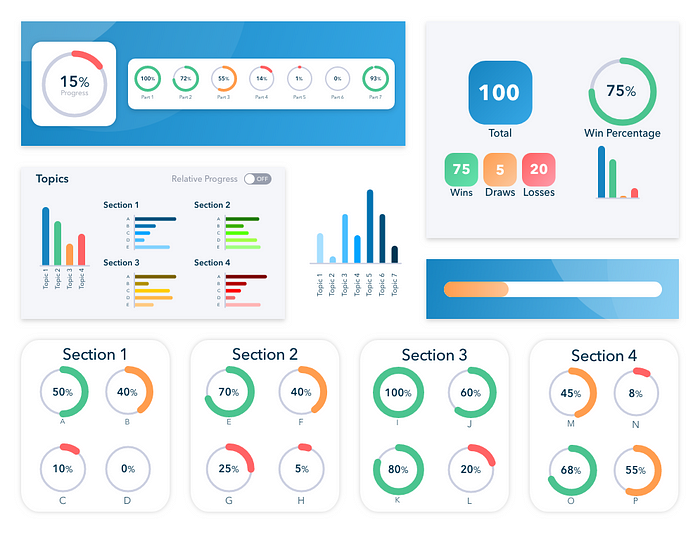 15%
Progress
100% 72% 55% 14% 1% 0% 93%
Part 1 Part 2 Part 3 Part 4 Part 5 Part 6 Part 7
100
Total
75%
Win Percentage
75 5 20
Wins Draws Losses
Topics
Relative Progress OFF
Topic 1 Topic 2 Topic 3 Topic 4
Section 1
A
B
C
D
E
Section 2
A
B
C
D
E
Section 3
A
B
C
D
E
Section 4
A
B
C
D
E
Topic 1 Topic 2 Topic 3 Topic 4 Topic 5 Topic 6 Topic 7
Section 1
50% 40%
A B
10% 0%
C D
Section 2
70% 40%
E F
25% 5%
G H
Section 3
100% 60%
I J
80% 20%
K L
Section 4
45% 8%
M N
68% 55%
O P